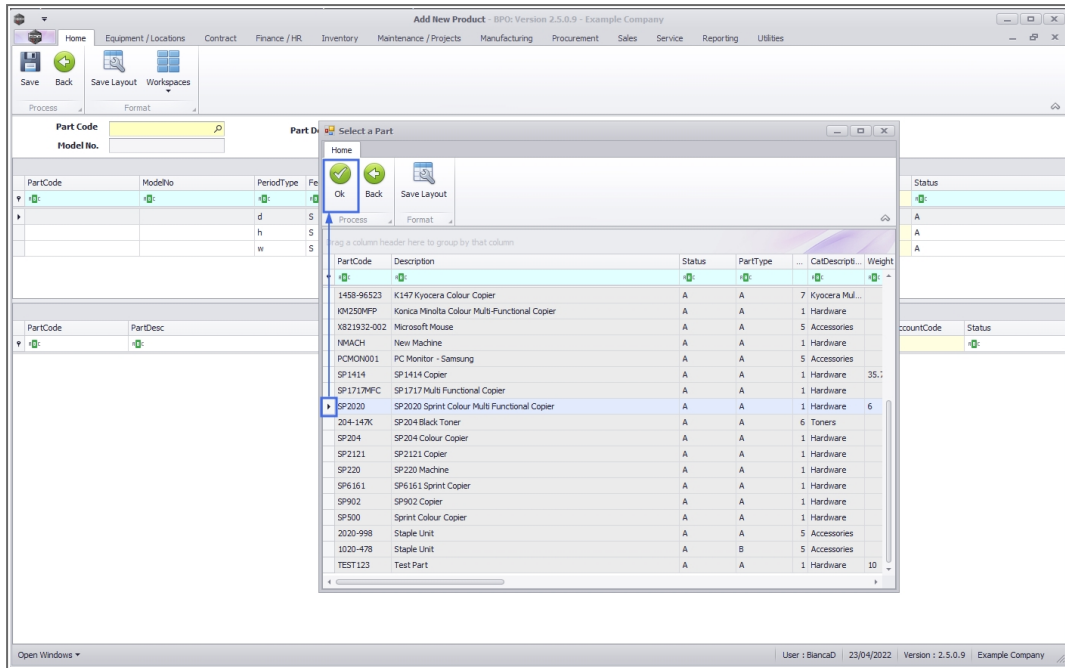 Add New Product - BPO: Version 2.5.0.9 - Example Company
Home Equipment / Locations Contract Finance / HR Inventory Maintenance / Projects Manufacturing Procurement Sales Service Reporting Utilities
Save Back Save Layout Workspaces
Process Format
Part Code
Model No.
PartCode ModelNo PeriodType Status
d S A
h S A
w S A
PartCode PartDesc Status
Select a Part
Home
Ok Back Save Layout
Process Format
Drag a column header here to group by that column
PartCode Description Status PartType ... CatDescripti... Weight
1458-96523 K147 Kyocera Colour Copier A A 7 Kyocera Mul...
KM250MFP Konica Minolta Colour Multi-Functional Copier A A 1 Hardware
X821932-002 Microsoft Mouse A A 5 Accessories
NMACH New Machine A A 1 Hardware
PCMON001 PC Monitor - Samsung A A 5 Accessories
SP1414 SP1414 Copier A A 1 Hardware 35.
SP1717MFC SP1717 Multi Functional Copier A A 1 Hardware
SP2020 SP2020 Sprint Colour Multi Functional Copier A A 1 Hardware 6
204-147K SP204 Black Toner A A 6 Toners
SP204 SP204 Colour Copier A A 1 Hardware
SP2121 SP2121 Copier A A 1 Hardware
SP220 SP220 Machine A A 1 Hardware
SP6161 SP6161 Sprint Copier A A 1 Hardware
SP902 SP902 Copier A A 1 Hardware
SP500 Sprint Colour Copier A A 1 Hardware
2020-998 Staple Unit A A 5 Accessories
1020-478 Staple Unit A B 5 Accessories
TEST123 Test Part A A 1 Hardware 10
Open Windows User : BiancaD 23/04/2022 Version : 2.5.0.9 Example Company